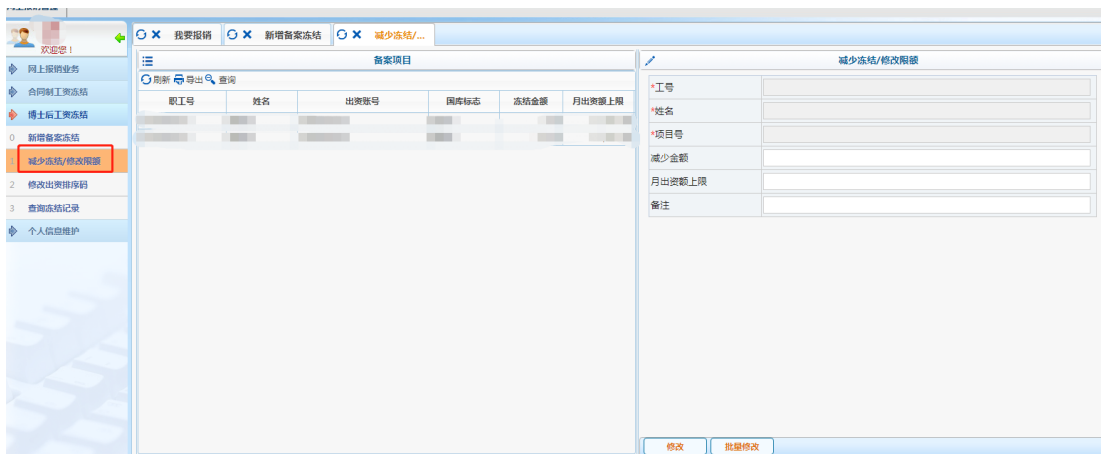 欢迎您！
我要报销 新增备案冻结 减少冻结/...
网上报销业务
合同制工资冻结
博士后工资冻结
0 新增备案冻结
1 减少冻结/修改限额
2 修改出资排序码
3 查询冻结记录
个人信息维护
备案项目
刷新 导出 查询
职工号 姓名 出资账号 国库标志 冻结金额 月出资额上限
减少冻结/修改限额
*工号
*姓名
*项目号
减少金额
月出资额上限
备注
修改 批量修改